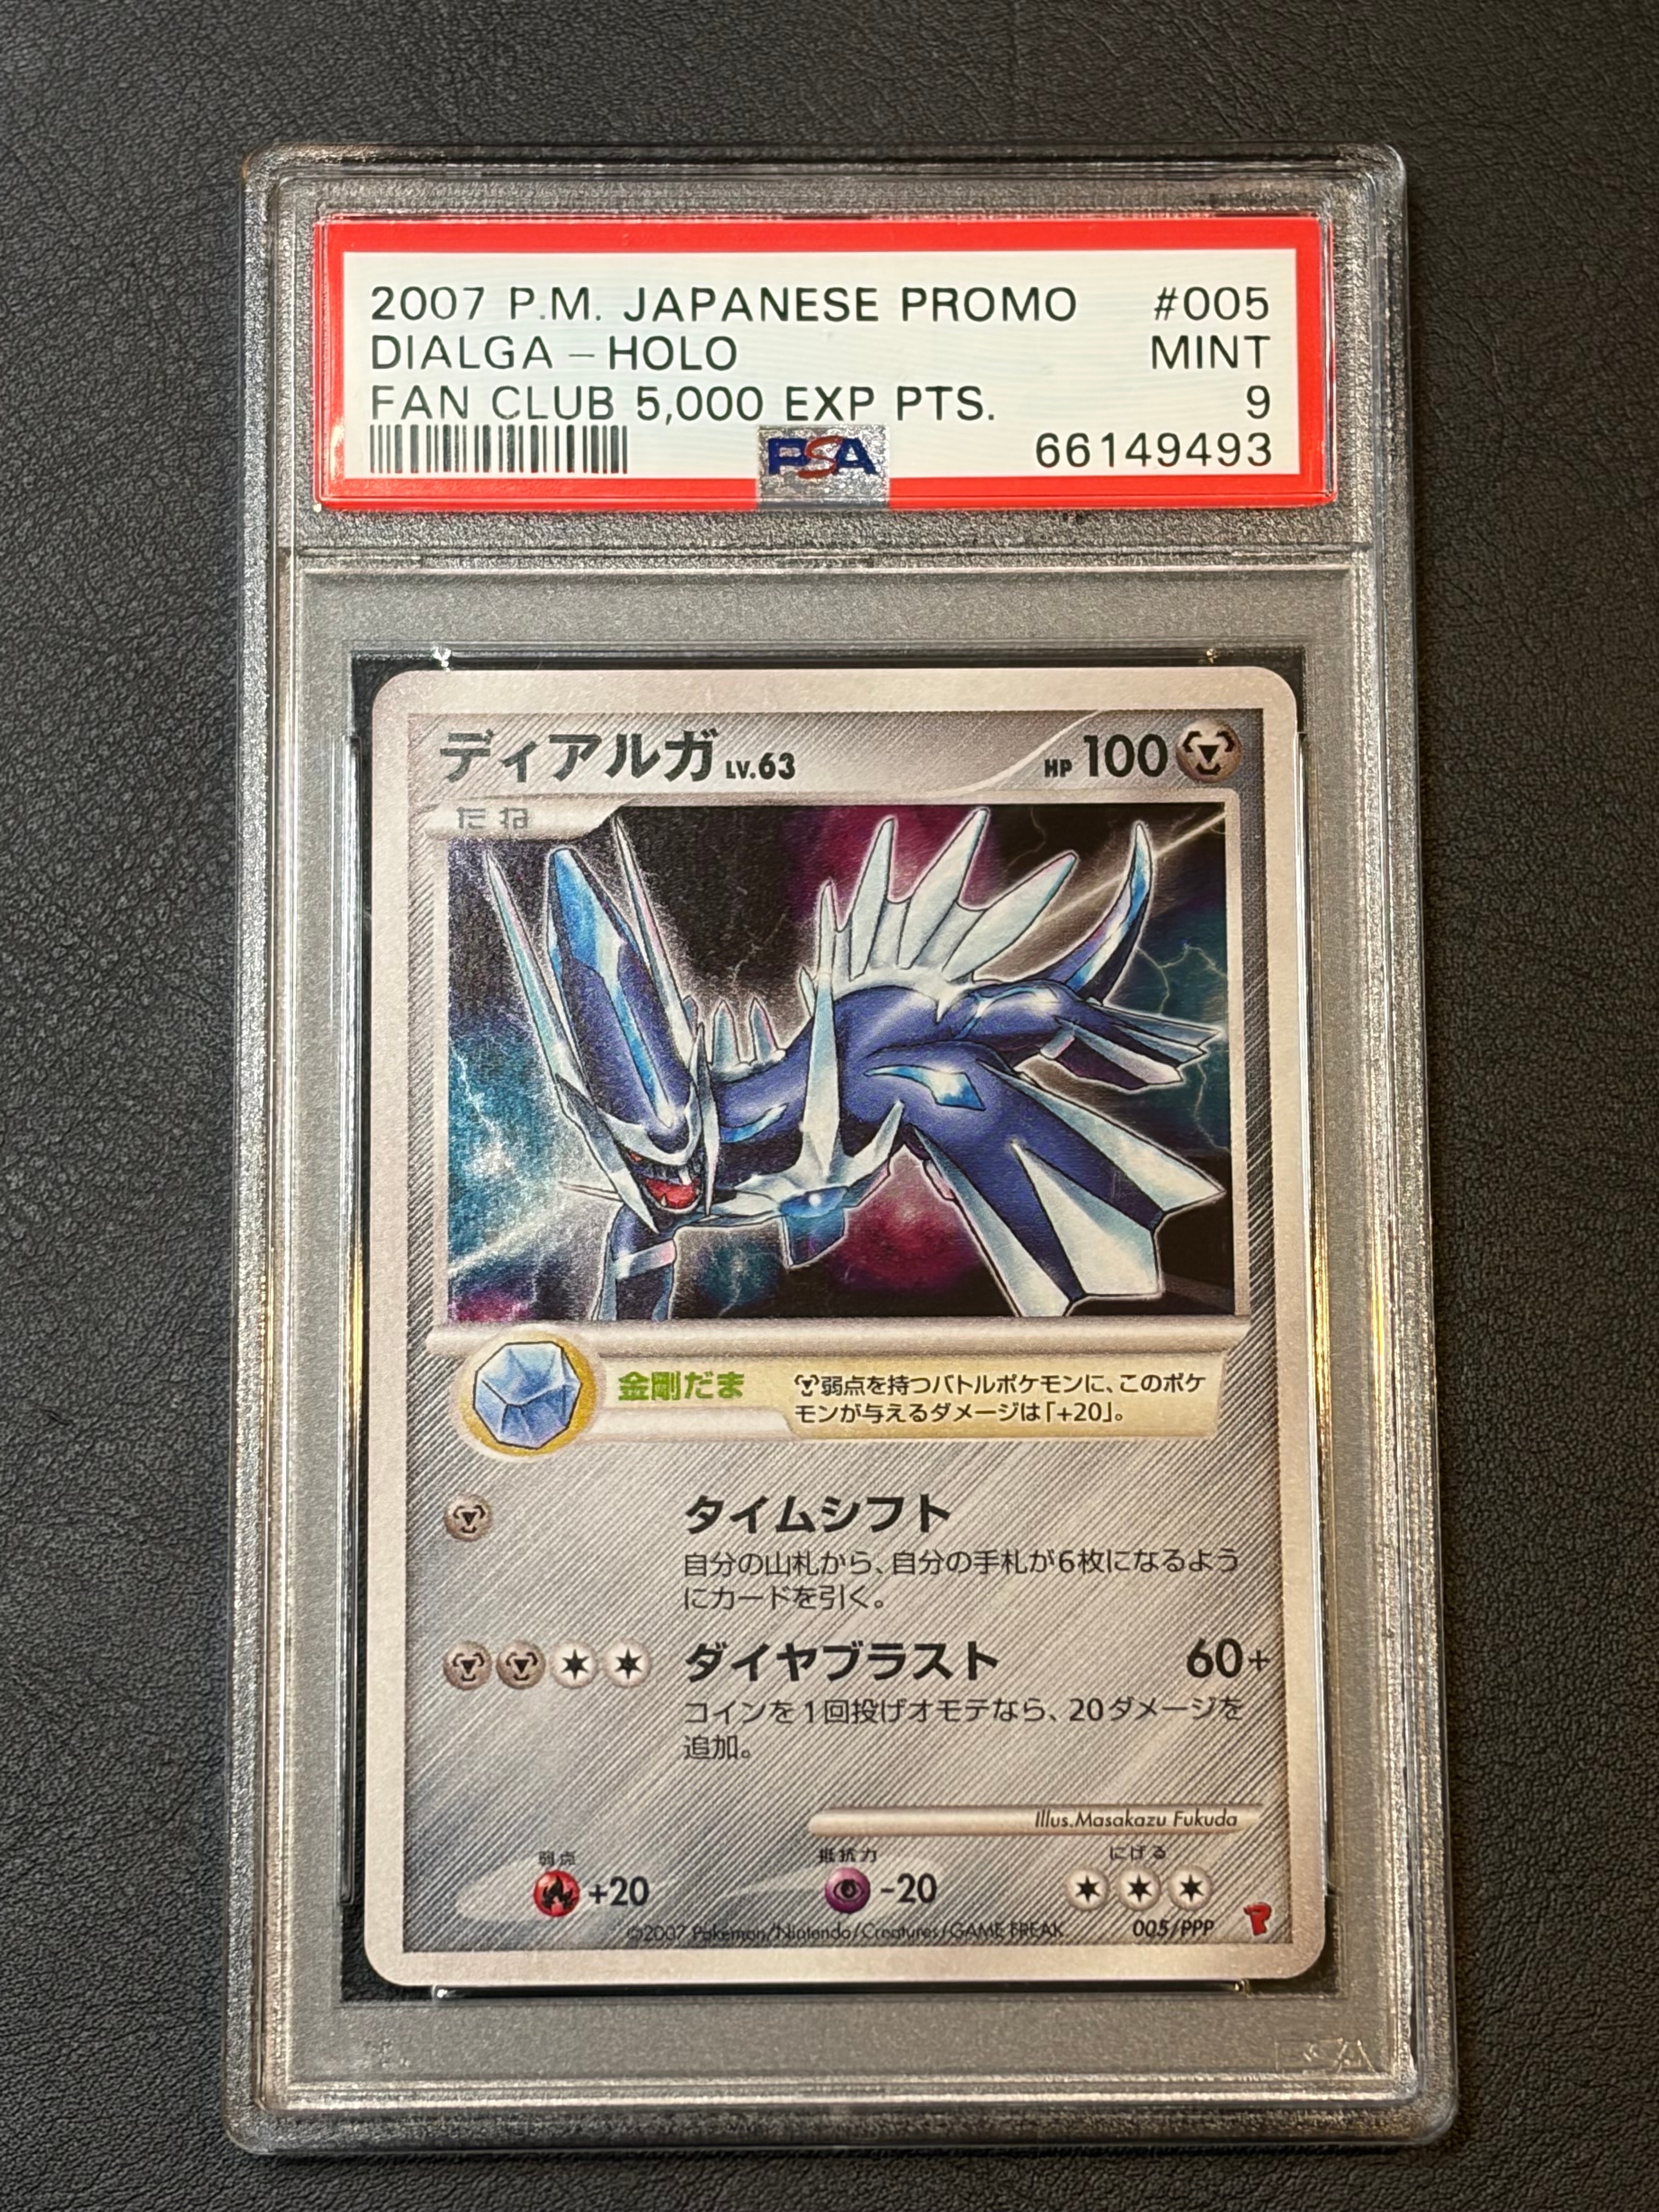 2007 P.M. JAPANESE PROMO #005
DIALGA - HOLO MINT
FAN CLUB 5,000 EXP PTS. 9
PSA 66149493
ディアルガ LV.63 HP 100
たね
金剛だま
弱点を持つバトルポケモンに、このポケ
モンが与えるダメージは「+20」。
タイムシフト
自分の山札から、自分の手札が6枚になるよう
にカードを引く。
ダイヤブラスト 60+
コインを1回投げオモテなら、20ダメージを
追加。
Illus.Masakazu Fukuda
弱点 抵抗力 にげる
+20 -20
©2007 Pokémon/Nintendo/Creatures/GAME FREAK 005/PPP P